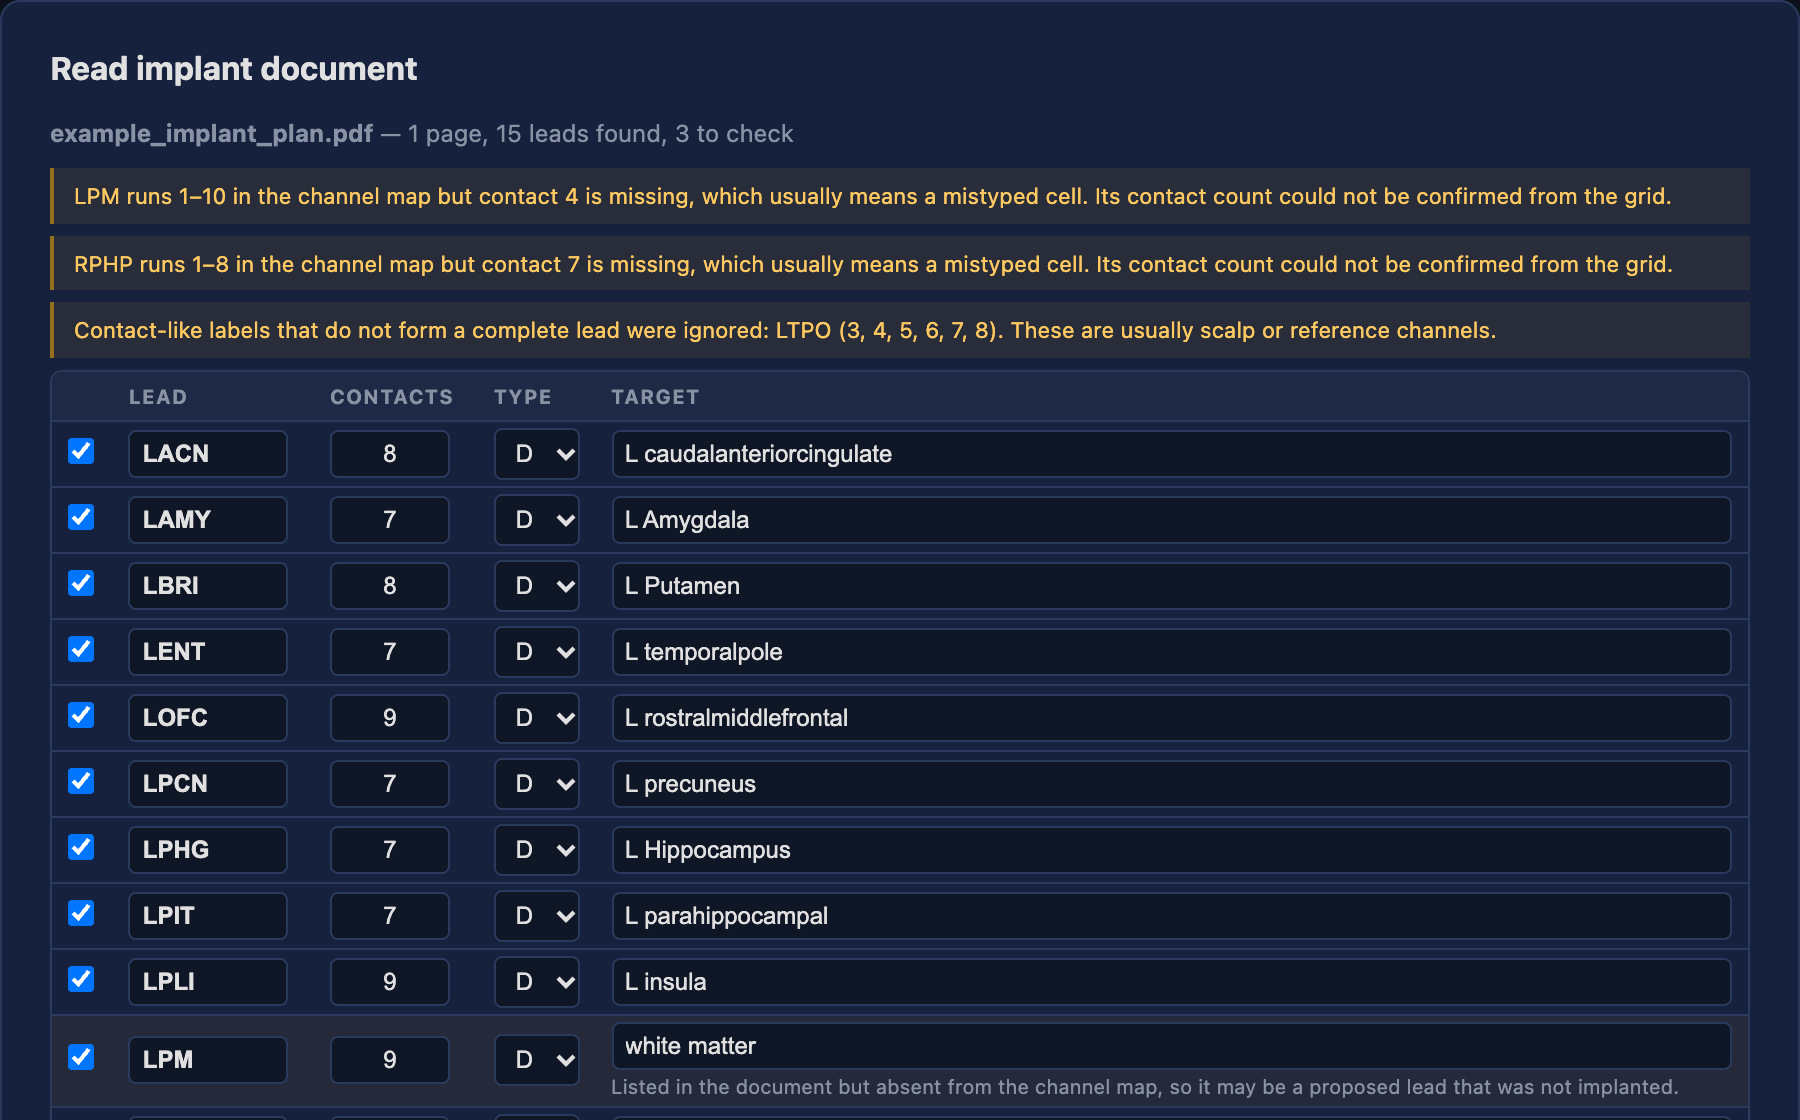 Read implant document
example_implant_plan.pdf — 1 page, 15 leads found, 3 to check
LPM runs 1–10 in the channel map but contact 4 is missing, which usually means a mistyped cell. Its contact count could not be confirmed from the grid.
RPHP runs 1–8 in the channel map but contact 7 is missing, which usually means a mistyped cell. Its contact count could not be confirmed from the grid.
Contact-like labels that do not form a complete lead were ignored: LTPO (3, 4, 5, 6, 7, 8). These are usually scalp or reference channels.
LEAD CONTACTS TYPE TARGET
LACN 8 D L caudalanteriorcingulate
LAMY 7 D L Amygdala
LBRI 8 D L Putamen
LENT 7 D L temporalpole
LOFC 9 D L rostralmiddlefrontal
LPCN 7 D L precuneus
LPHG 7 D L Hippocampus
LPIT 7 D L parahippocampal
LPLI 9 D L insula
LPM 9 D white matter
Listed in the document but absent from the channel map, so it may be a proposed lead that was not implanted.